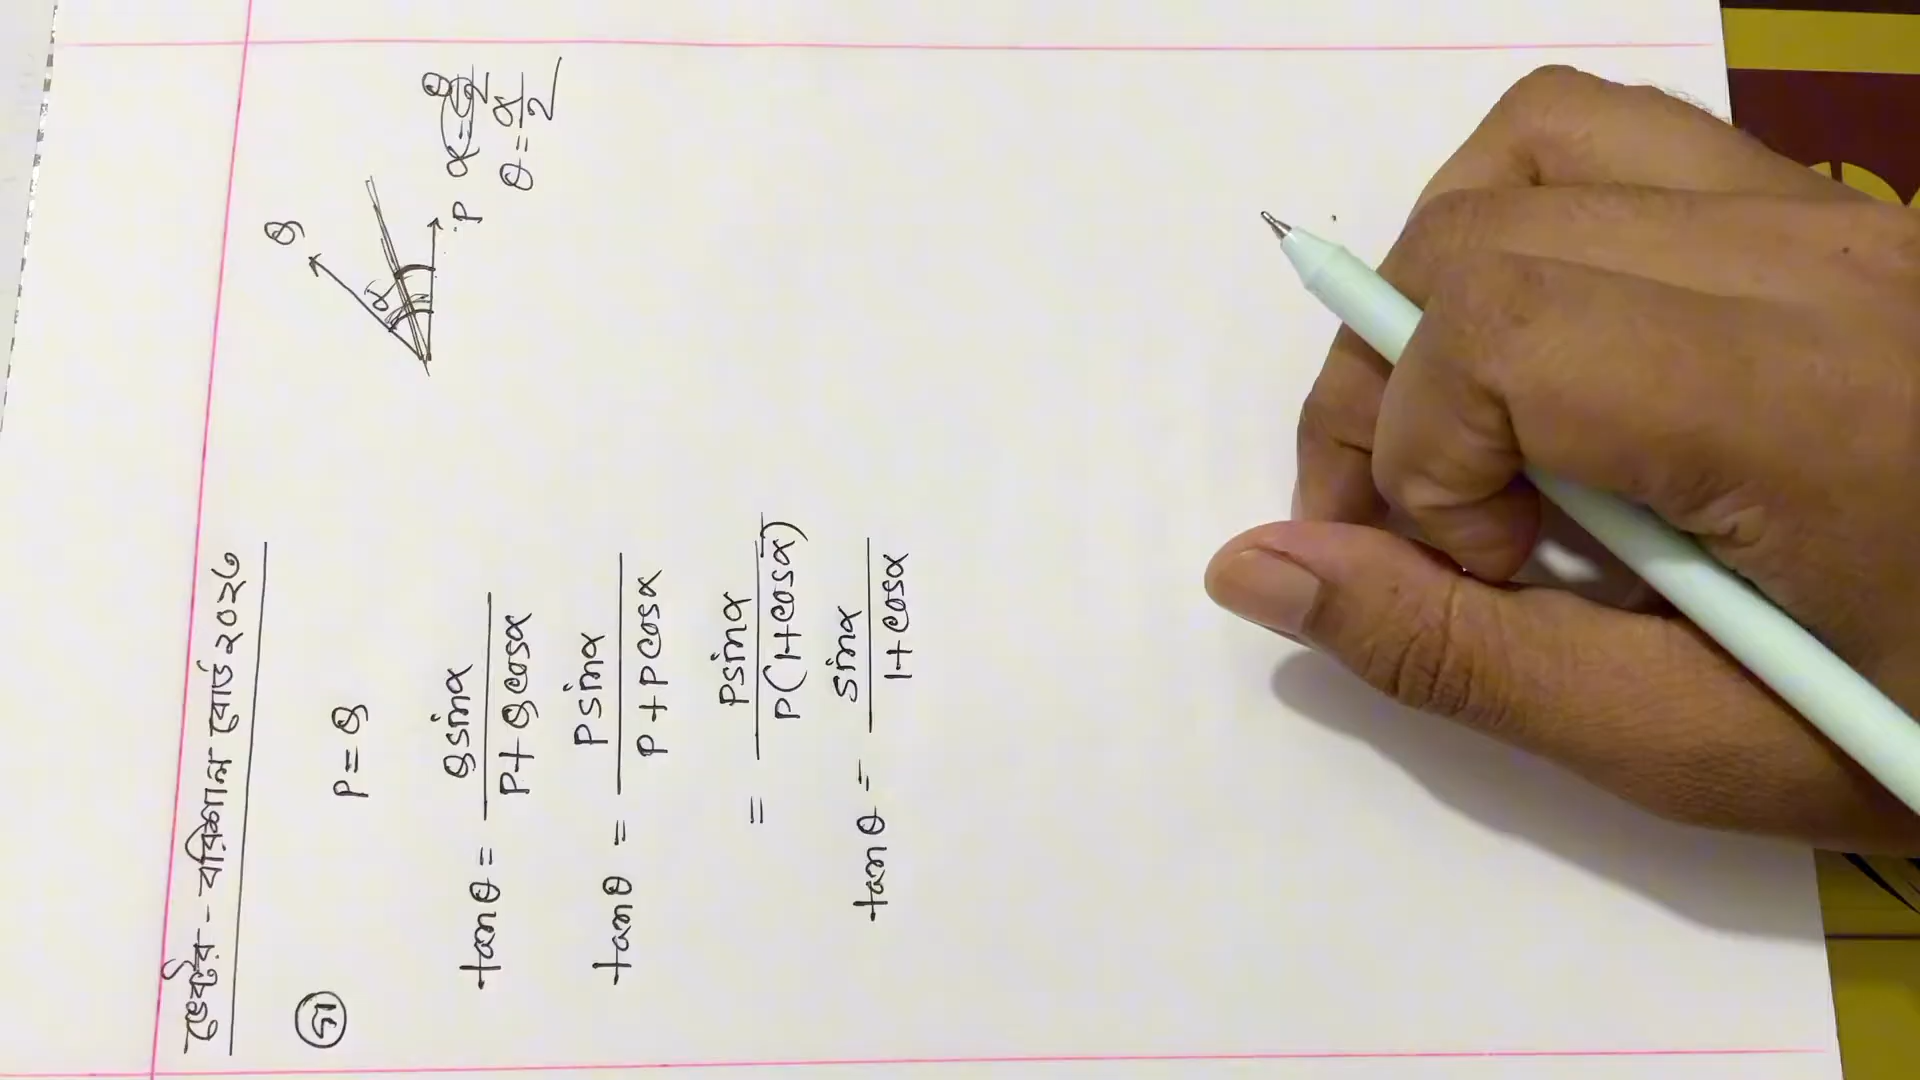 ভেক্টর - বরিশাল বোর্ড ২০২৩
গ
P = Q
tanθ = Qsinα / P + Qcosα
tanθ = Psinα / P + Pcosα
= Psinα / P(1+cosα)
tanθ = sinα / 1+cosα
Q
α
P
θ = α/2